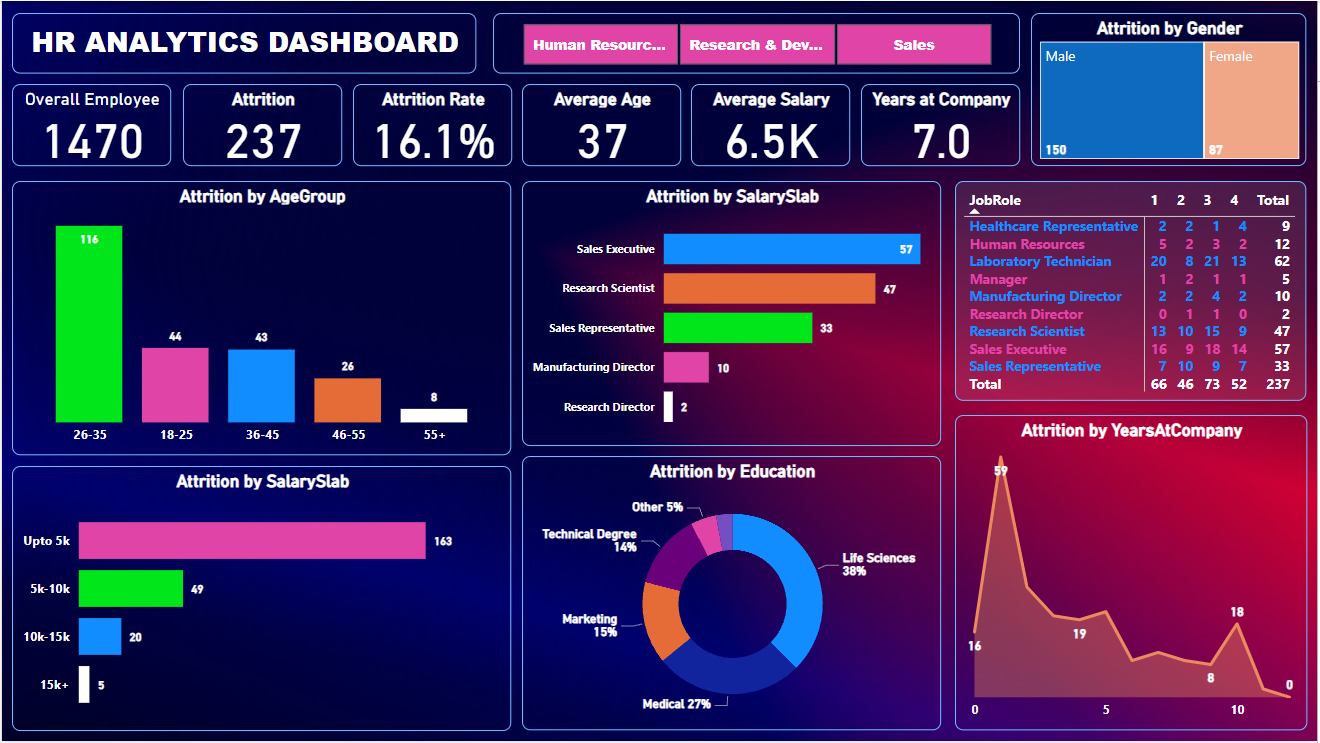 HR ANALYTICS DASHBOARD
Human Resourc...
Research & Dev...
Sales
Attrition by Gender
Male
Female
150
87
Overall Employee
1470
Attrition
237
Attrition Rate
16.1%
Average Age
37
Average Salary
6.5K
Years at Company
7.0
Attrition by AgeGroup
116
44
43
26
8
26-35
18-25
36-45
46-55
55+
Attrition by SalarySlab
Sales Executive 57
Research Scientist 47
Sales Representative 33
Manufacturing Director 10
Research Director 2
JobRole 1 2 3 4 Total
Healthcare Representative 2 2 1 4 9
Human Resources 5 2 3 2 12
Laboratory Technician 20 8 21 13 62
Manager 1 2 1 1 5
Manufacturing Director 2 2 4 2 10
Research Director 0 1 1 0 2
Research Scientist 13 10 15 9 47
Sales Executive 16 9 18 14 57
Sales Representative 7 10 9 7 33
Total 66 46 73 52 237
Attrition by SalarySlab
Upto 5k 163
5k-10k 49
10k-15k 20
15k+ 5
Attrition by Education
Other 5%
Technical Degree
14%
Life Sciences
38%
Marketing
15%
Medical 27%
Attrition by YearsAtCompany
59
16
19
8
18
0
0 5 10